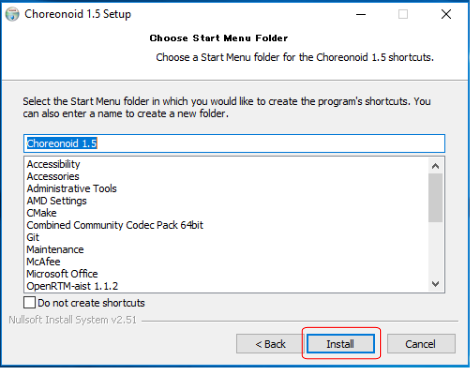 Choreonoid 1.5 Setup
Choose Start Menu Folder
Choose a Start Menu folder for the Choreonoid 1.5 shortcuts.
Select the Start Menu folder in which you would like to create the program's shortcuts. You
can also enter a name to create a new folder.
Choreonoid 1.5
Accessibility
Accessories
Administrative Tools
AMD Settings
CMake
Combined Community Codec Pack 64bit
Git
Maintenance
McAfee
Microsoft Office
OpenRTM-aist 1.1.2
Do not create shortcuts
Nullsoft Install System v2.51
< Back Install Cancel